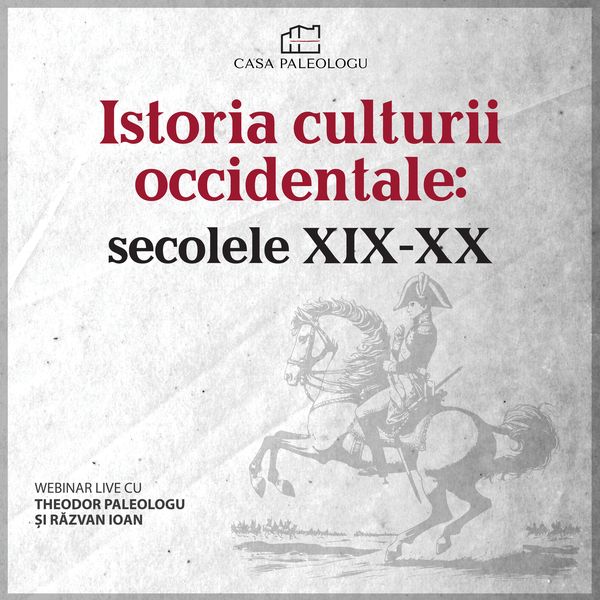 CASA PALEOLOGU
Istoria culturii
occidentale:
secolele XIX-XX
WEBINAR LIVE CU
THEODOR PALEOLOGU
ȘI RĂZVAN IOAN